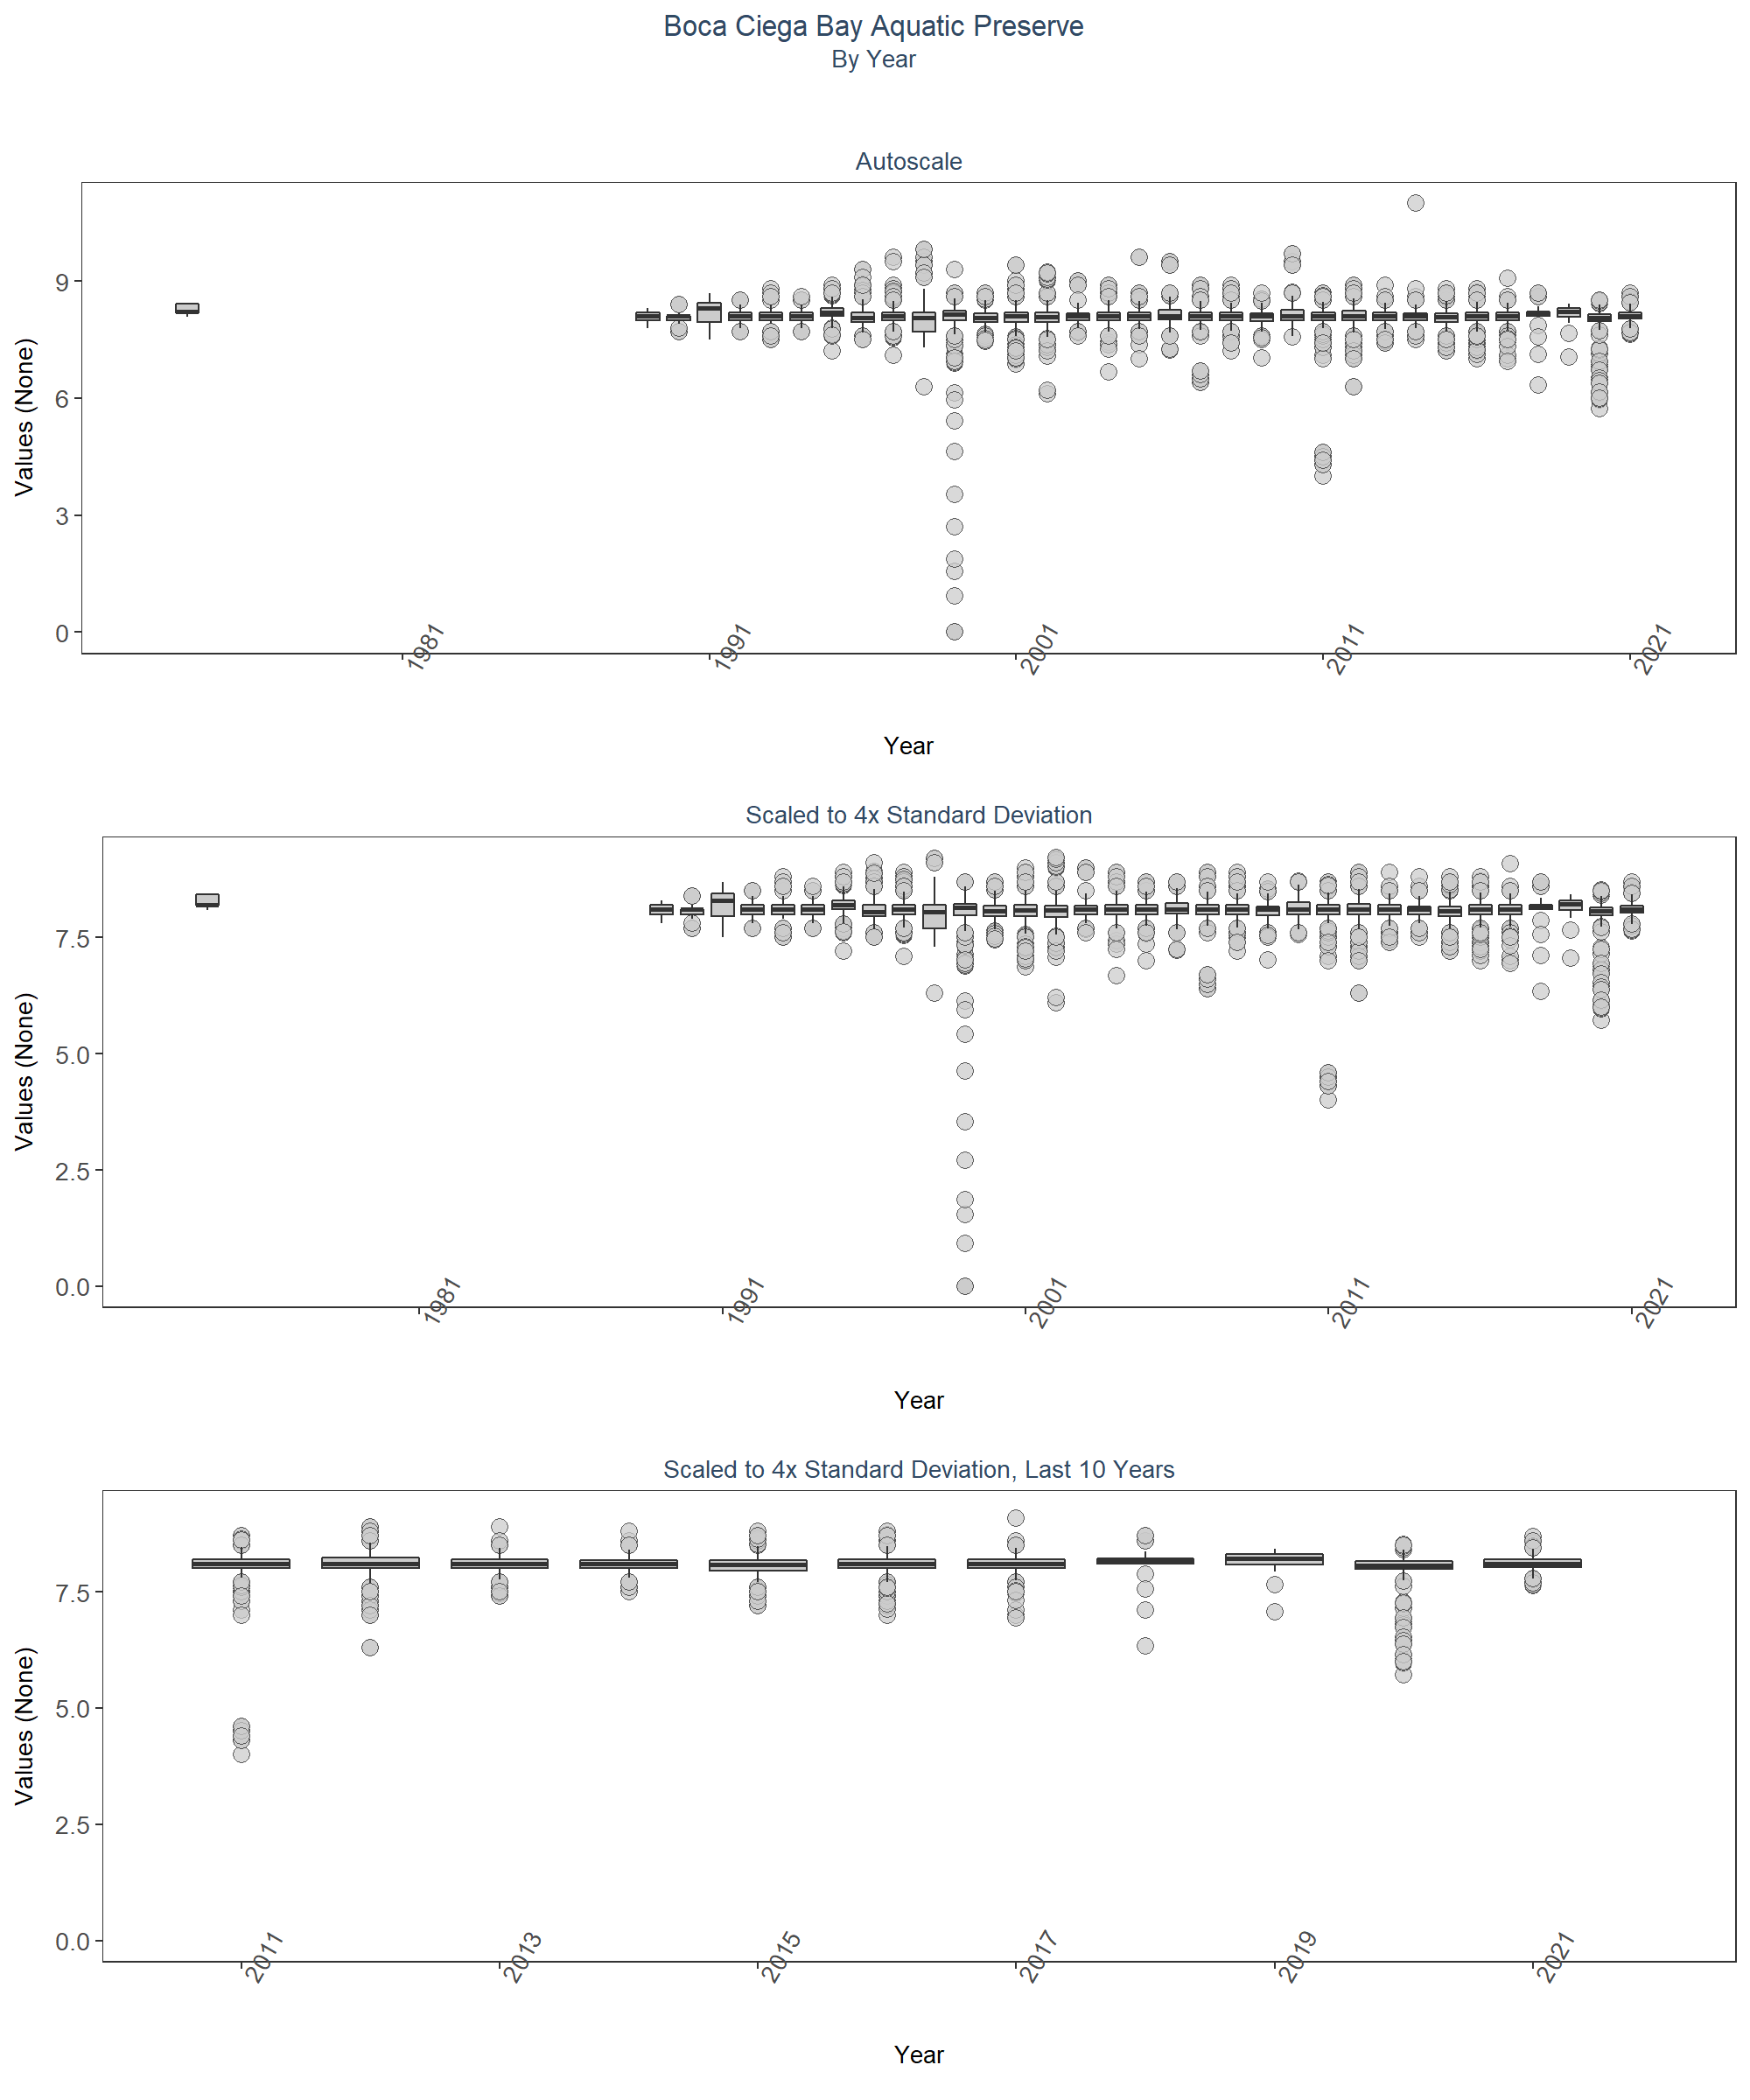 Boca Ciega Bay Aquatic Preserve
By Year
Autoscale
Values (None)
9
6
3
0
1981 1991 2001 2011 2021
Year
Scaled to 4x Standard Deviation
Values (None)
7.5
5.0
2.5
0.0
1981 1991 2001 2011 2021
Year
Scaled to 4x Standard Deviation, Last 10 Years
Values (None)
7.5
5.0
2.5
0.0
2011 2013 2015 2017 2019 2021
Year